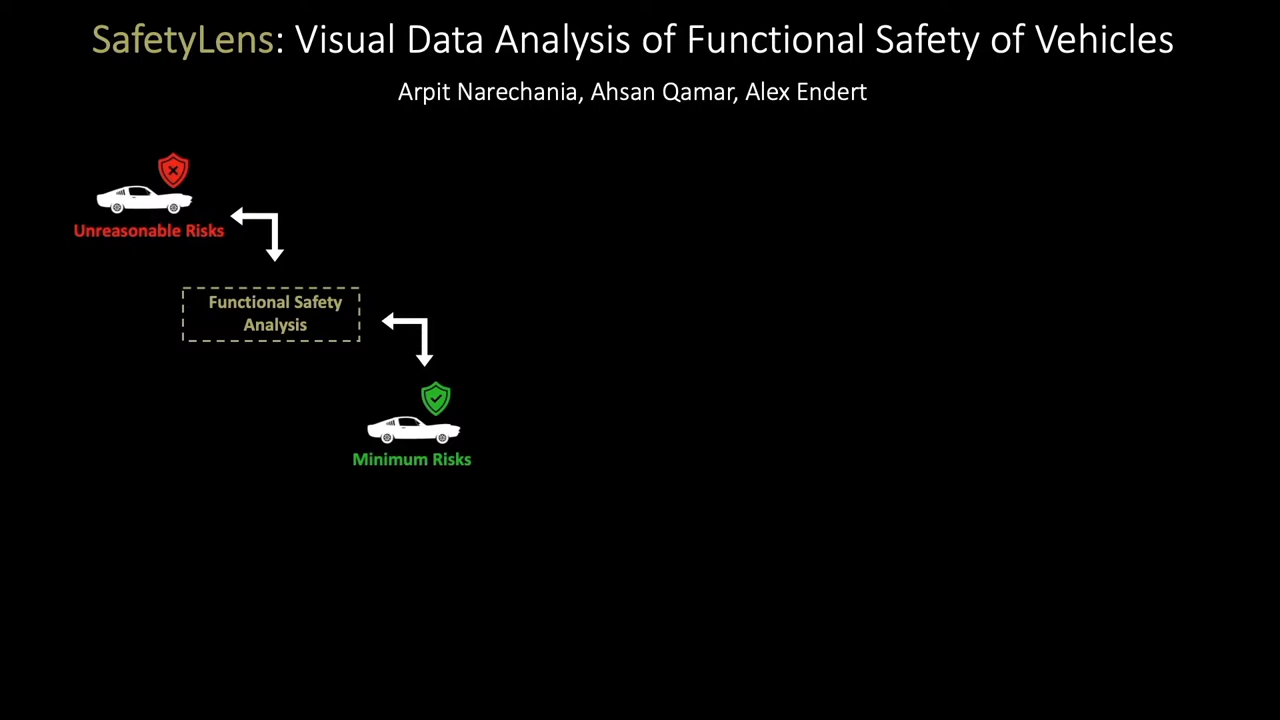 SafetyLens: Visual Data Analysis of Functional Safety of Vehicles
Arpit Narechania, Ahsan Qamar, Alex Endert
Unreasonable Risks
Functional Safety
Analysis
Minimum Risks